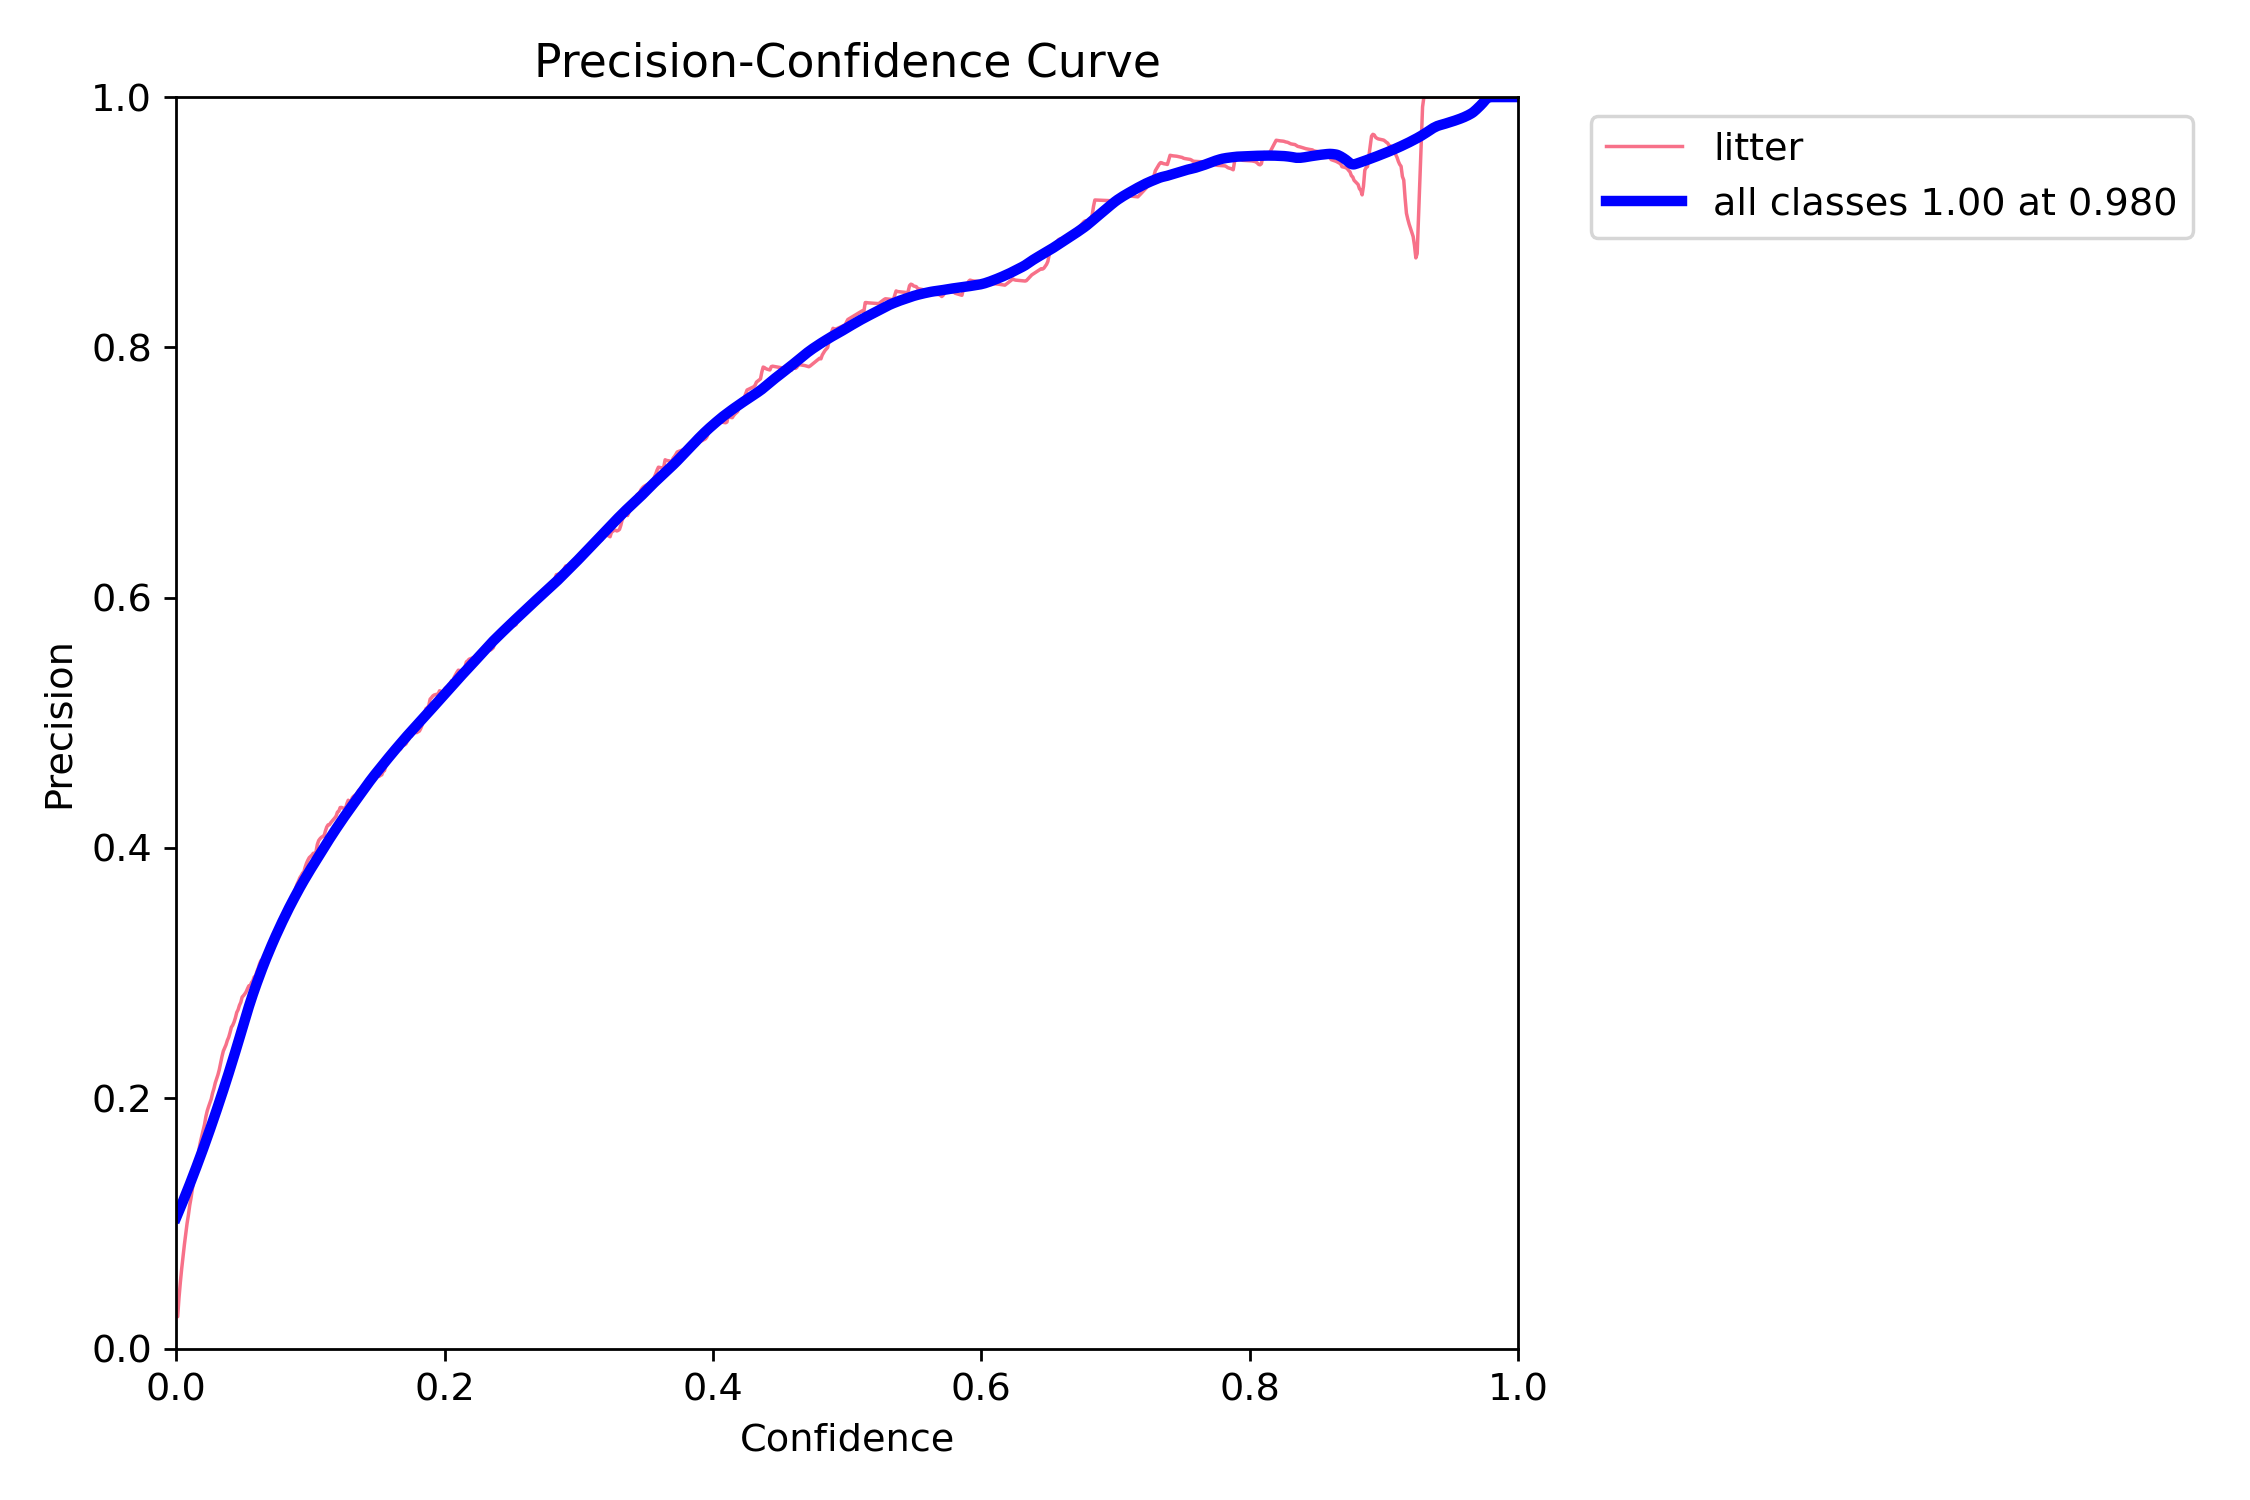 Precision-Confidence Curve
1.0
0.8
0.6
0.4
0.2
0.0
Precision
0.0 0.2 0.4 0.6 0.8 1.0
Confidence
litter
all classes 1.00 at 0.980